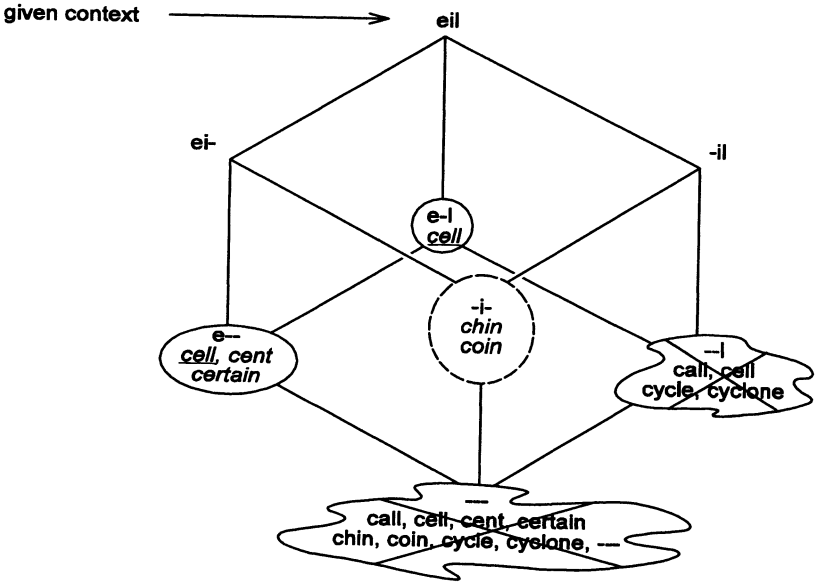 given context
eil
ei-
-il
e-l
cell
-i-
chin
coin
e--
cell, cent
certain
--l
call, cell
cycle, cyclone
---
call, cell, cent, certain
chin, coin, cycle, cyclone, ---